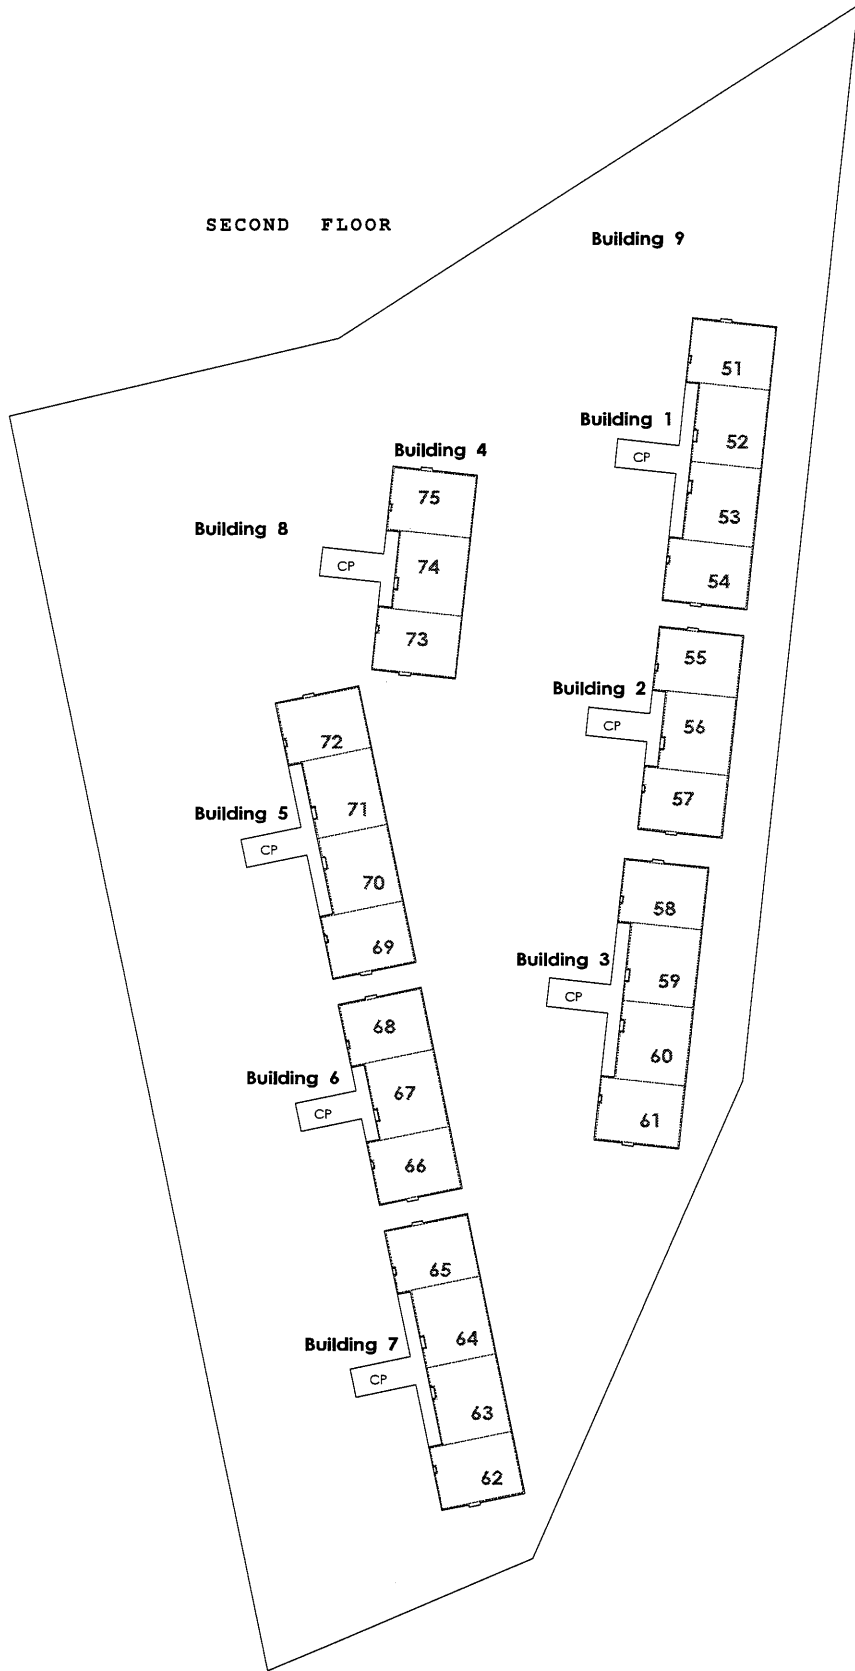 SECOND FLOOR
Building 9
51
Building 1
52
CP
53
54
Building 4
75
Building 8
74
CP
73
55
Building 2
56
CP
57
72
71
Building 5
CP
70
69
58
Building 3
59
CP
60
61
68
Building 6
67
CP
66
65
64
Building 7
CP
63
62